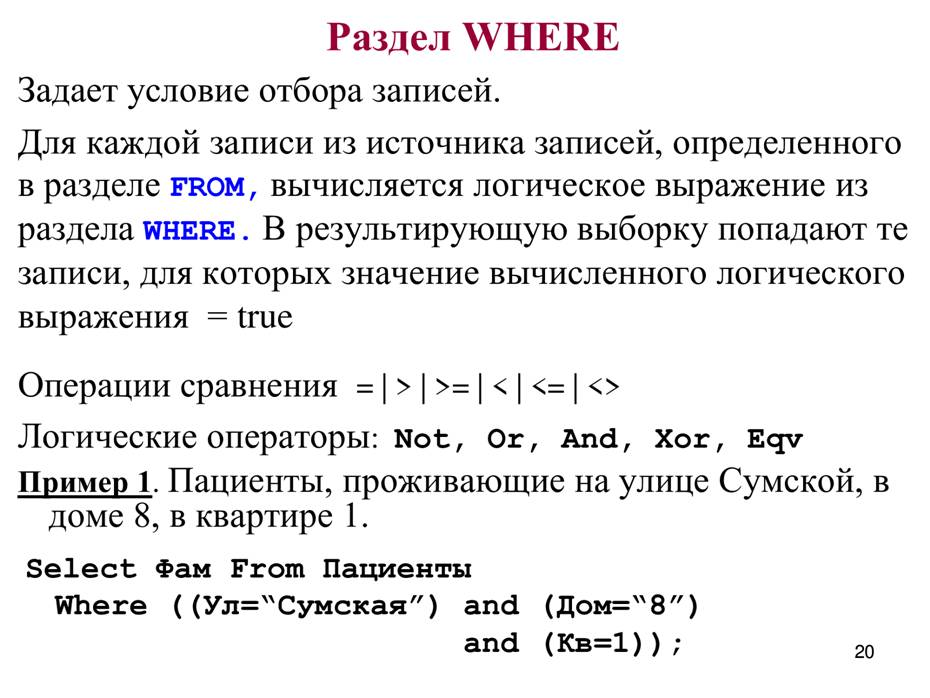 Раздел WHERE
Задает условие отбора записей.
Для каждой записи из источника записей, определенного
в разделе FROM, вычисляется логическое выражение из
раздела WHERE. В результирующую выборку попадают те
записи, для которых значение вычисленного логического
выражения = true
Операции сравнения =|>|>=|<|<=|<>
Логические операторы: Not, Or, And, Xor, Eqv
Пример 1. Пациенты, проживающие на улице Сумской, в
доме 8, в квартире 1.
Select Фам From Пациенты
Where ((Ул=“Сумская”) and (Дом=“8”)
and (Кв=1));
20